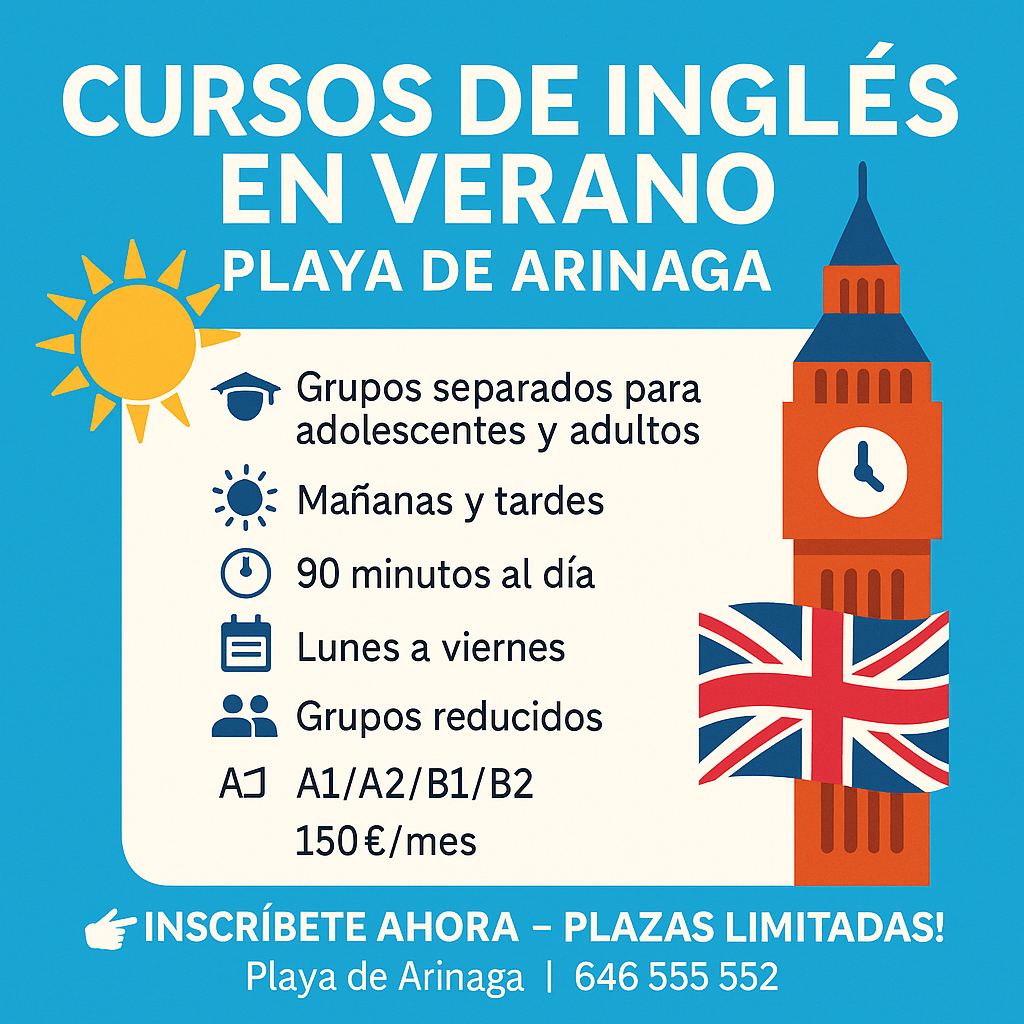 CURSOS DE INGLÉS
EN VERANO
PLAYA DE ARINAGA
Grupos separados para
adolescentes y adultos
Mañanas y tardes
90 minutos al día
Lunes a viernes
Grupos reducidos
A1/A2/B1/B2
150 €/mes
INSCRÍBETE AHORA – PLAZAS LIMITADAS!
Playa de Arinaga | 646 555 552